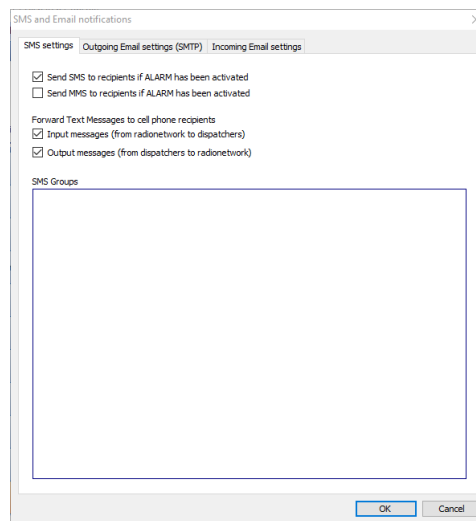 SMS and Email notifications
SMS settings Outgoing Email settings (SMTP) Incoming Email settings
Send SMS to recipients if ALARM has been activated
Send MMS to recipients if ALARM has been activated
Forward Text Messages to cell phone recipients
Input messages (from radionetwork to dispatchers)
Output messages (from dispatchers to radionetwork)
SMS Groups
OK Cancel